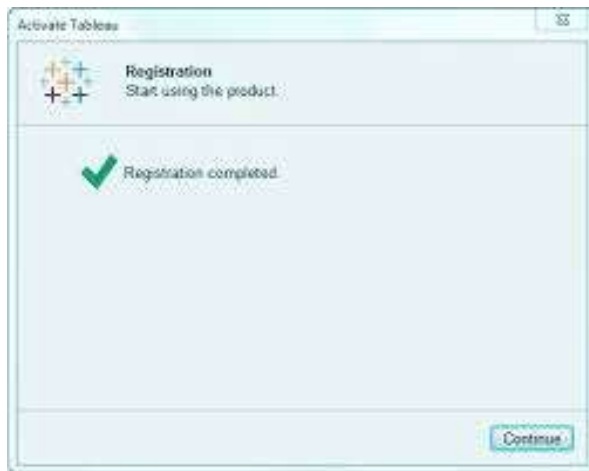 Activate Tableau
Registration
Start using the product.
Registration completed.
Continue